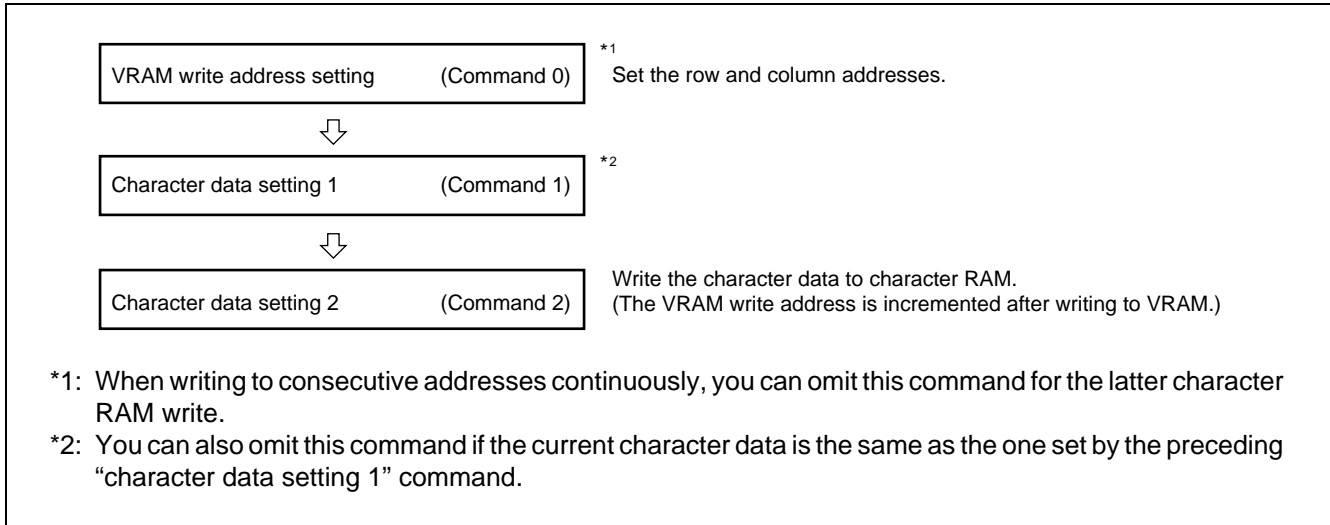 *1
VRAM write address setting (Command 0) Set the row and column addresses.
*2
Character data setting 1 (Command 1)
Write the character data to character RAM.
Character data setting 2 (Command 2) (The VRAM write address is incremented after writing to VRAM.)
*1: When writing to consecutive addresses continuously, you can omit this command for the latter character
RAM write.
*2: You can also omit this command if the current character data is the same as the one set by the preceding
“character data setting 1” command.